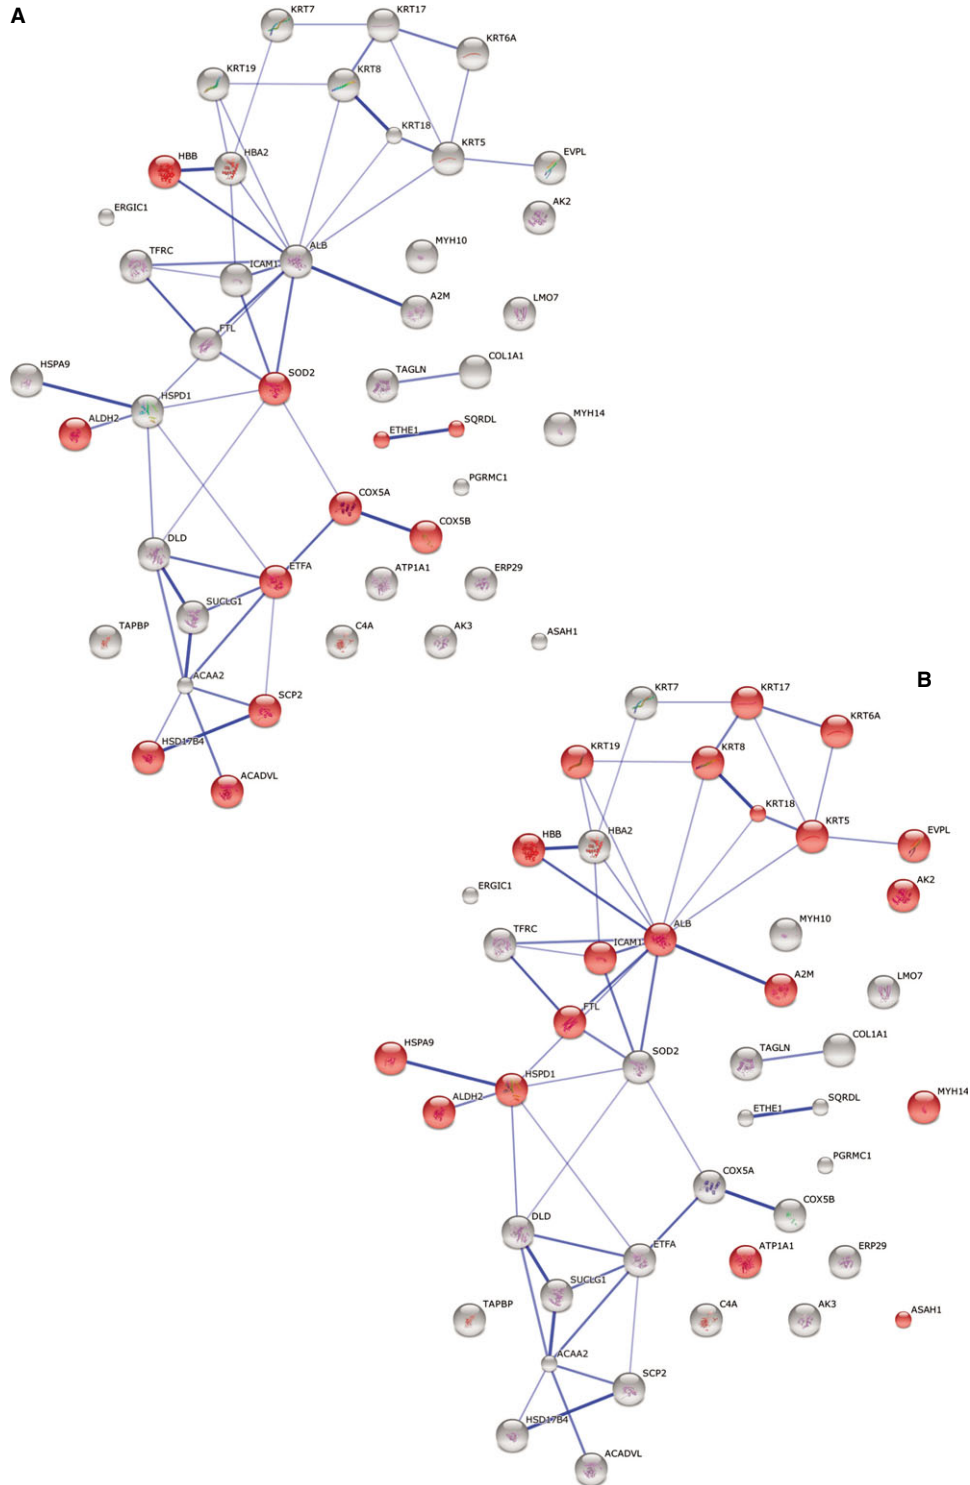 A
KRT7
KRT17
KRT6A
KRT19
KRT8
KRT18
KRT5
HBB
HBA2
EVPL
AK2
ERGIC1
ALB
MYH10
TFRC
ICAM1
A2M
LMO7
FTL
HSPA9
HSPD1
SOD2
TAGLN
COL1A1
ALDH2
ETHE1
SQRDL
MYH14
PGRMC1
COX5A
COX5B
DLD
ETFA
ATP1A1
ERP29
SUCLG1
TAPBP
C4A
AK3
ASAH1
ACAA2
SCP2
HSD17B4
ACADVL
B
KRT7
KRT17
KRT6A
KRT19
KRT8
KRT18
KRT5
HBB
HBA2
EVPL
AK2
ERGIC1
ALB
MYH10
TFRC
ICAM1
A2M
LMO7
FTL
HSPA9
HSPD1
SOD2
TAGLN
COL1A1
ALDH2
ETHE1
SQRDL
MYH14
PGRMC1
COX5A
COX5B
DLD
ETFA
ATP1A1
ERP29
SUCLG1
TAPBP
C4A
AK3
ASAH1
ACAA2
SCP2
HSD17B4
ACADVL